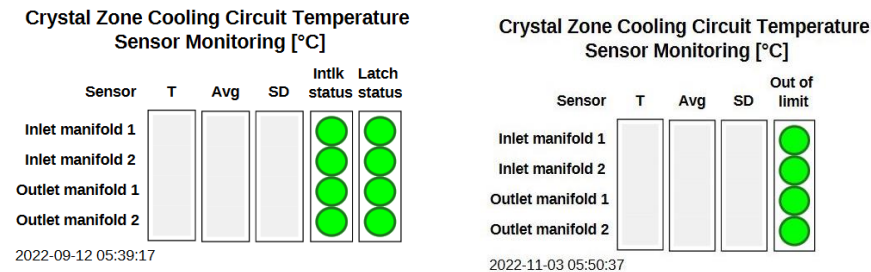 Crystal Zone Cooling Circuit Temperature
Sensor Monitoring [°C]
Sensor T Avg SD Intlk status Latch status
Inlet manifold 1
Inlet manifold 2
Outlet manifold 1
Outlet manifold 2
2022-09-12 05:39:17
Crystal Zone Cooling Circuit Temperature
Sensor Monitoring [°C]
Sensor T Avg SD Out of limit
Inlet manifold 1
Inlet manifold 2
Outlet manifold 1
Outlet manifold 2
2022-11-03 05:50:37